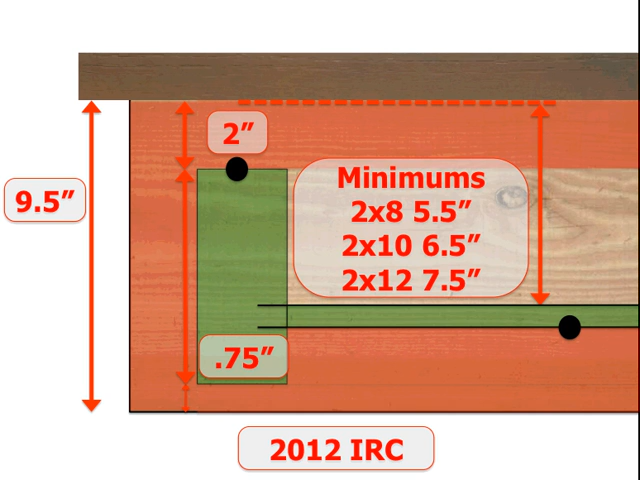 2”
9.5”
Minimums
2x8 5.5”
2x10 6.5”
2x12 7.5”
.75”
2012 IRC